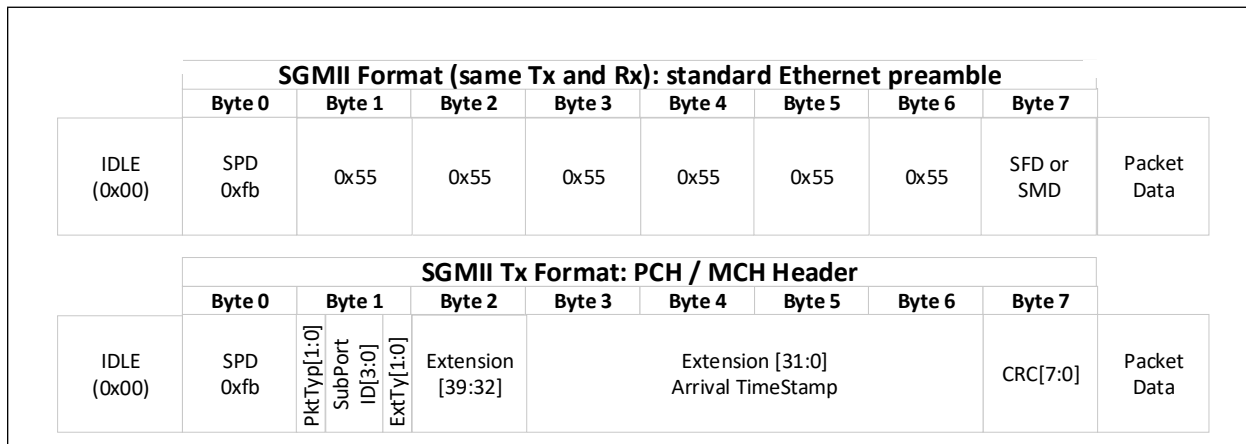 SGMII Format (same Tx and Rx): standard Ethernet preamble
Byte 0 Byte 1 Byte 2 Byte 3 Byte 4 Byte 5 Byte 6 Byte 7
IDLE
(0x00)
SPD
0xfb
0x55
0x55
0x55
0x55
0x55
0x55
SFD or
SMD
Packet
Data
SGMII Tx Format: PCH / MCH Header
Byte 0 Byte 1 Byte 2 Byte 3 Byte 4 Byte 5 Byte 6 Byte 7
IDLE
(0x00)
SPD
0xfb
PktTyp[1:0]
SubPort
ID[3:0]
ExtTy[1:0]
Extension
[39:32]
Extension [31:0]
Arrival TimeStamp
CRC[7:0]
Packet
Data